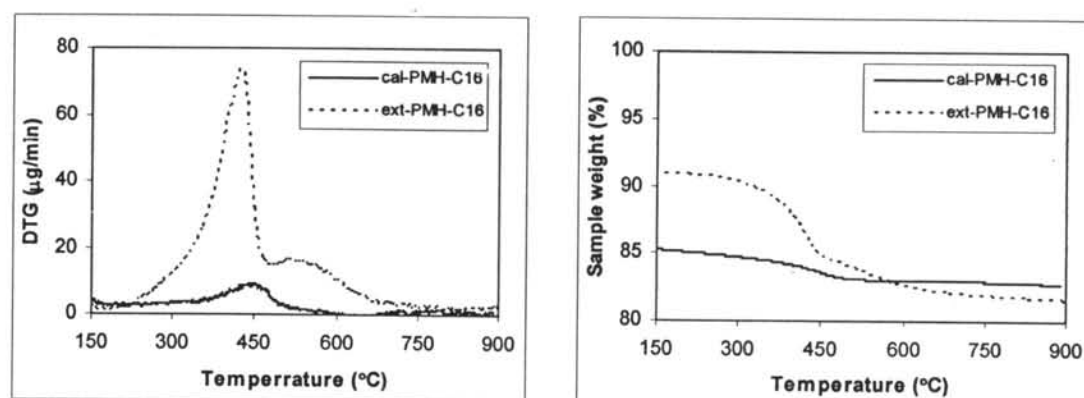 80
60
40
20
0
DTG (µg/min)
cal-PMH-C16
ext-PMH-C16
150 300 450 600 750 900
Temperrature (°C)
100
95
90
85
80
Sample weight (%)
cal-PMH-C16
ext-PMH-C16
150 300 450 600 750 900
Temperature (°C)